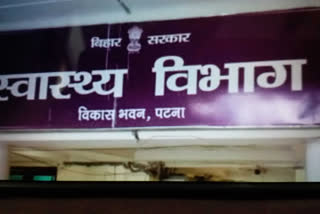 बिहार सरकार
स्वास्थ्य विभाग
विकास भवन, पटना